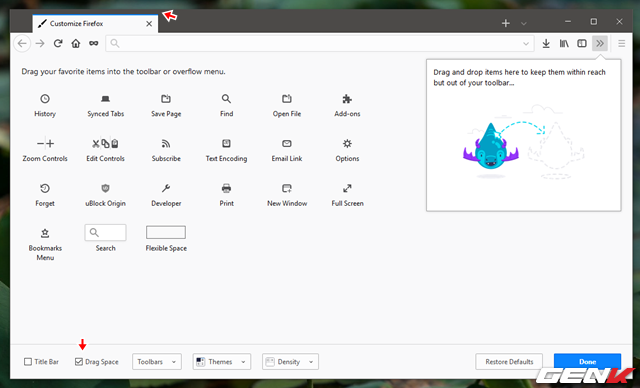 Customize Firefox
Drag your favorite items into the toolbar or overflow menu.
Drag and drop items here to keep them within reach
but out of your toolbar...
History
Synced Tabs
Save Page
Find
Open File
Add-ons
Zoom Controls
Edit Controls
Subscribe
Text Encoding
Email Link
Options
Forget
uBlock Origin
Developer
Print
New Window
Full Screen
Bookmarks
Menu
Search
Search
Flexible Space
Title Bar
Drag Space
Toolbars
Themes
Density
Restore Defaults
Done
GENK